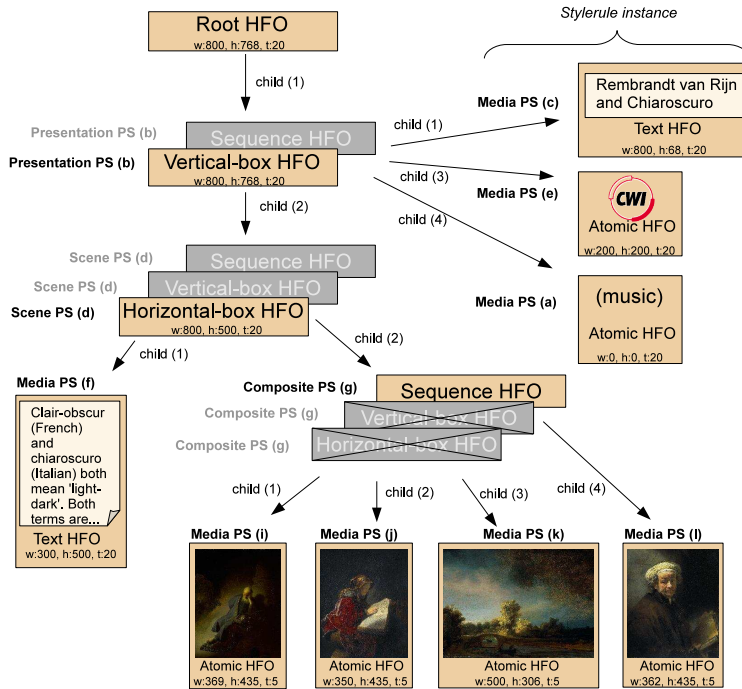 Stylerule instance
Root HFO
w:800, h:768, t:20
child (1)
Presentation PS (b)
Sequence HFO
Presentation PS (b)
Vertical-box HFO
w:800, h:768, t:20
child (1)
child (3)
child (4)
Media PS (c)
Rembrandt van Rijn
and Chiaroscuro
Text HFO
w:800, h:68, t:20
Media PS (e)
CWI
Atomic HFO
w:200, h:200, t:20
Media PS (a)
(music)
Atomic HFO
w:0, h:0, t:20
child (2)
Scene PS (d)
Sequence HFO
Scene PS (d)
Vertical-box HFO
Scene PS (d)
Horizontal-box HFO
w:800, h:500, t:20
child (1)
child (2)
Media PS (f)
Clair-obscur
(French)
and
chiaroscuro
(Italian) both
mean 'light-
dark'. Both
terms are...
Text HFO
w:300, h:500, t:20
Composite PS (g)
Sequence HFO
Composite PS (g)
Vertical-box HFO
Composite PS (g)
Horizontal-box HFO
child (1)
child (2)
child (3)
child (4)
Media PS (i)
Atomic HFO
w:369, h:435, t:5
Media PS (j)
Atomic HFO
w:350, h:435, t:5
Media PS (k)
Atomic HFO
w:500, h:306, t:5
Media PS (l)
Atomic HFO
w:362, h:435, t:5